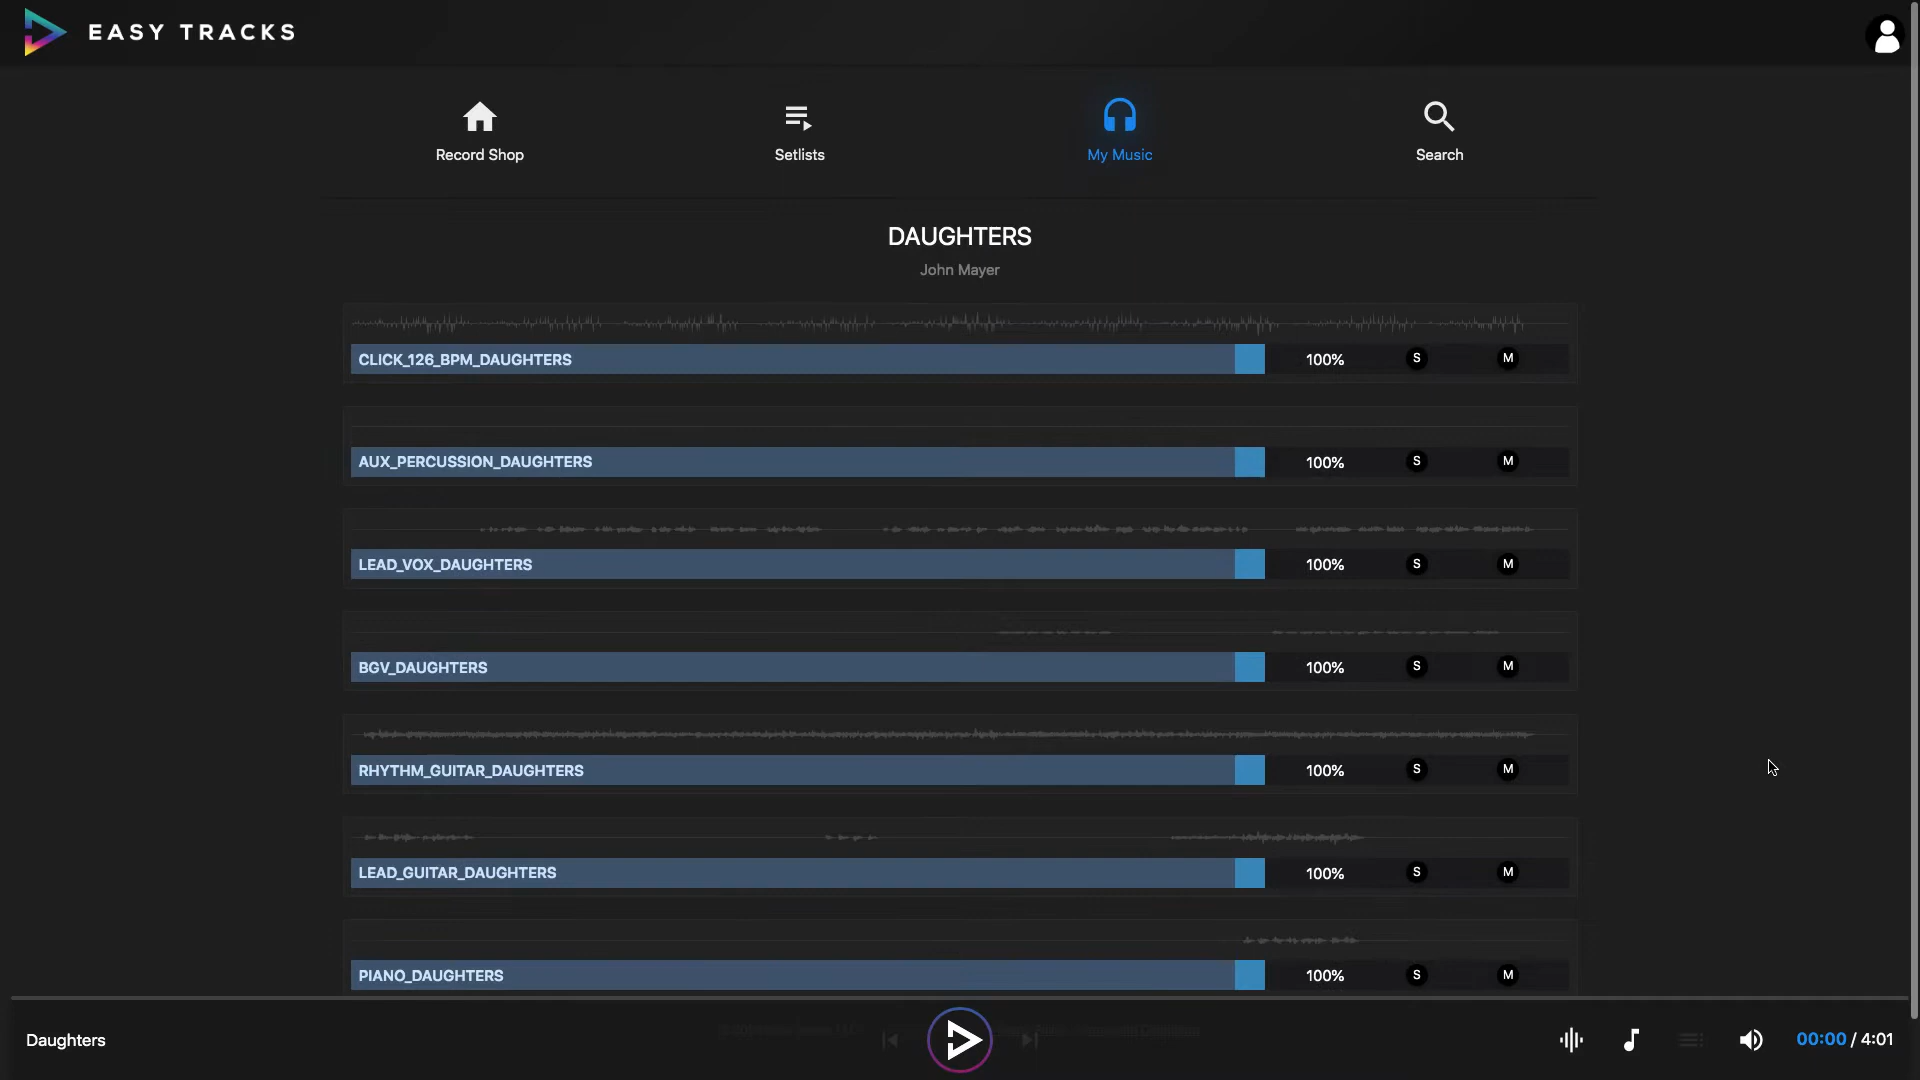 EASY TRACKS
Record Shop
Setlists
My Music
Search
DAUGHTERS
John Mayer
CLICK_126_BPM_DAUGHTERS 100% S M
AUX_PERCUSSION_DAUGHTERS 100% S M
LEAD_VOX_DAUGHTERS 100% S M
BGV_DAUGHTERS 100% S M
RHYTHM_GUITAR_DAUGHTERS 100% S M
LEAD_GUITAR_DAUGHTERS 100% S M
PIANO_DAUGHTERS 100% S M
Daughters
00:00 / 4:01